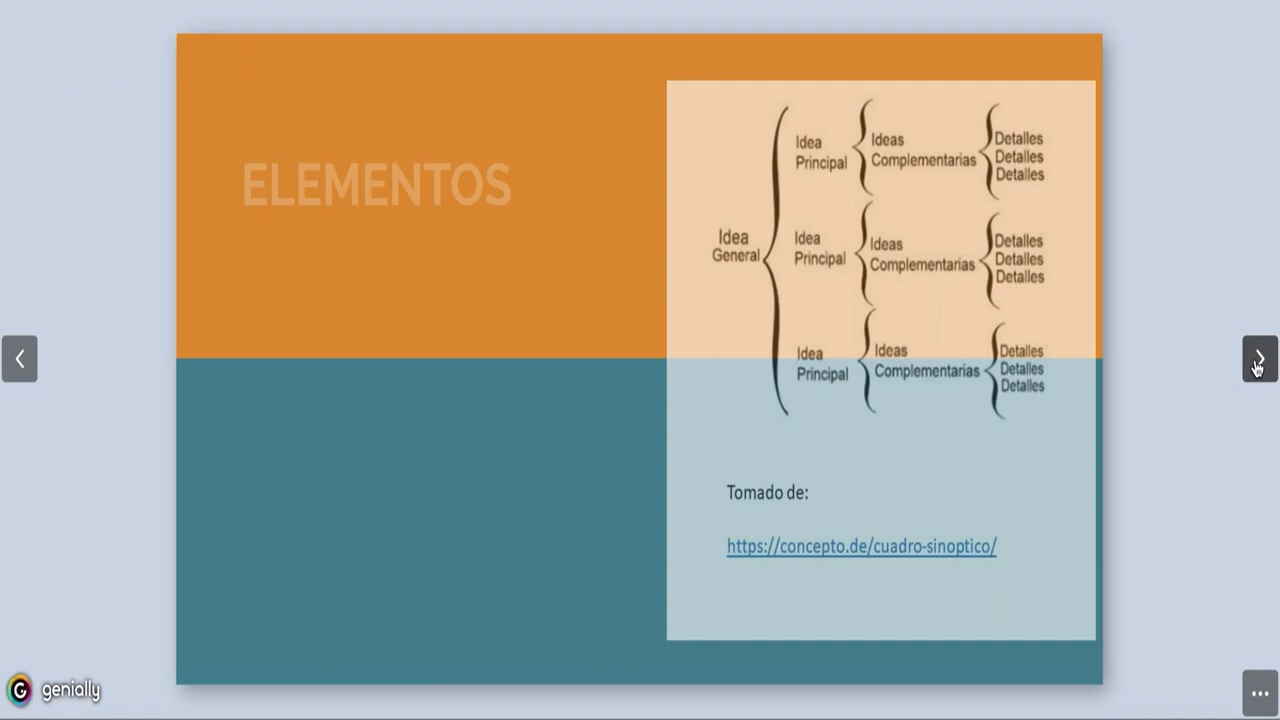 ELEMENTOS
Idea
General
Idea
Principal
Ideas
Complementarias
Detalles
Detalles
Detalles
Idea
Principal
Ideas
Complementarias
Detalles
Detalles
Detalles
Idea
Principal
Ideas
Complementarias
Detalles
Detalles
Detalles
Tomado de:
https://concepto.de/cuadro-sinoptico/
genially